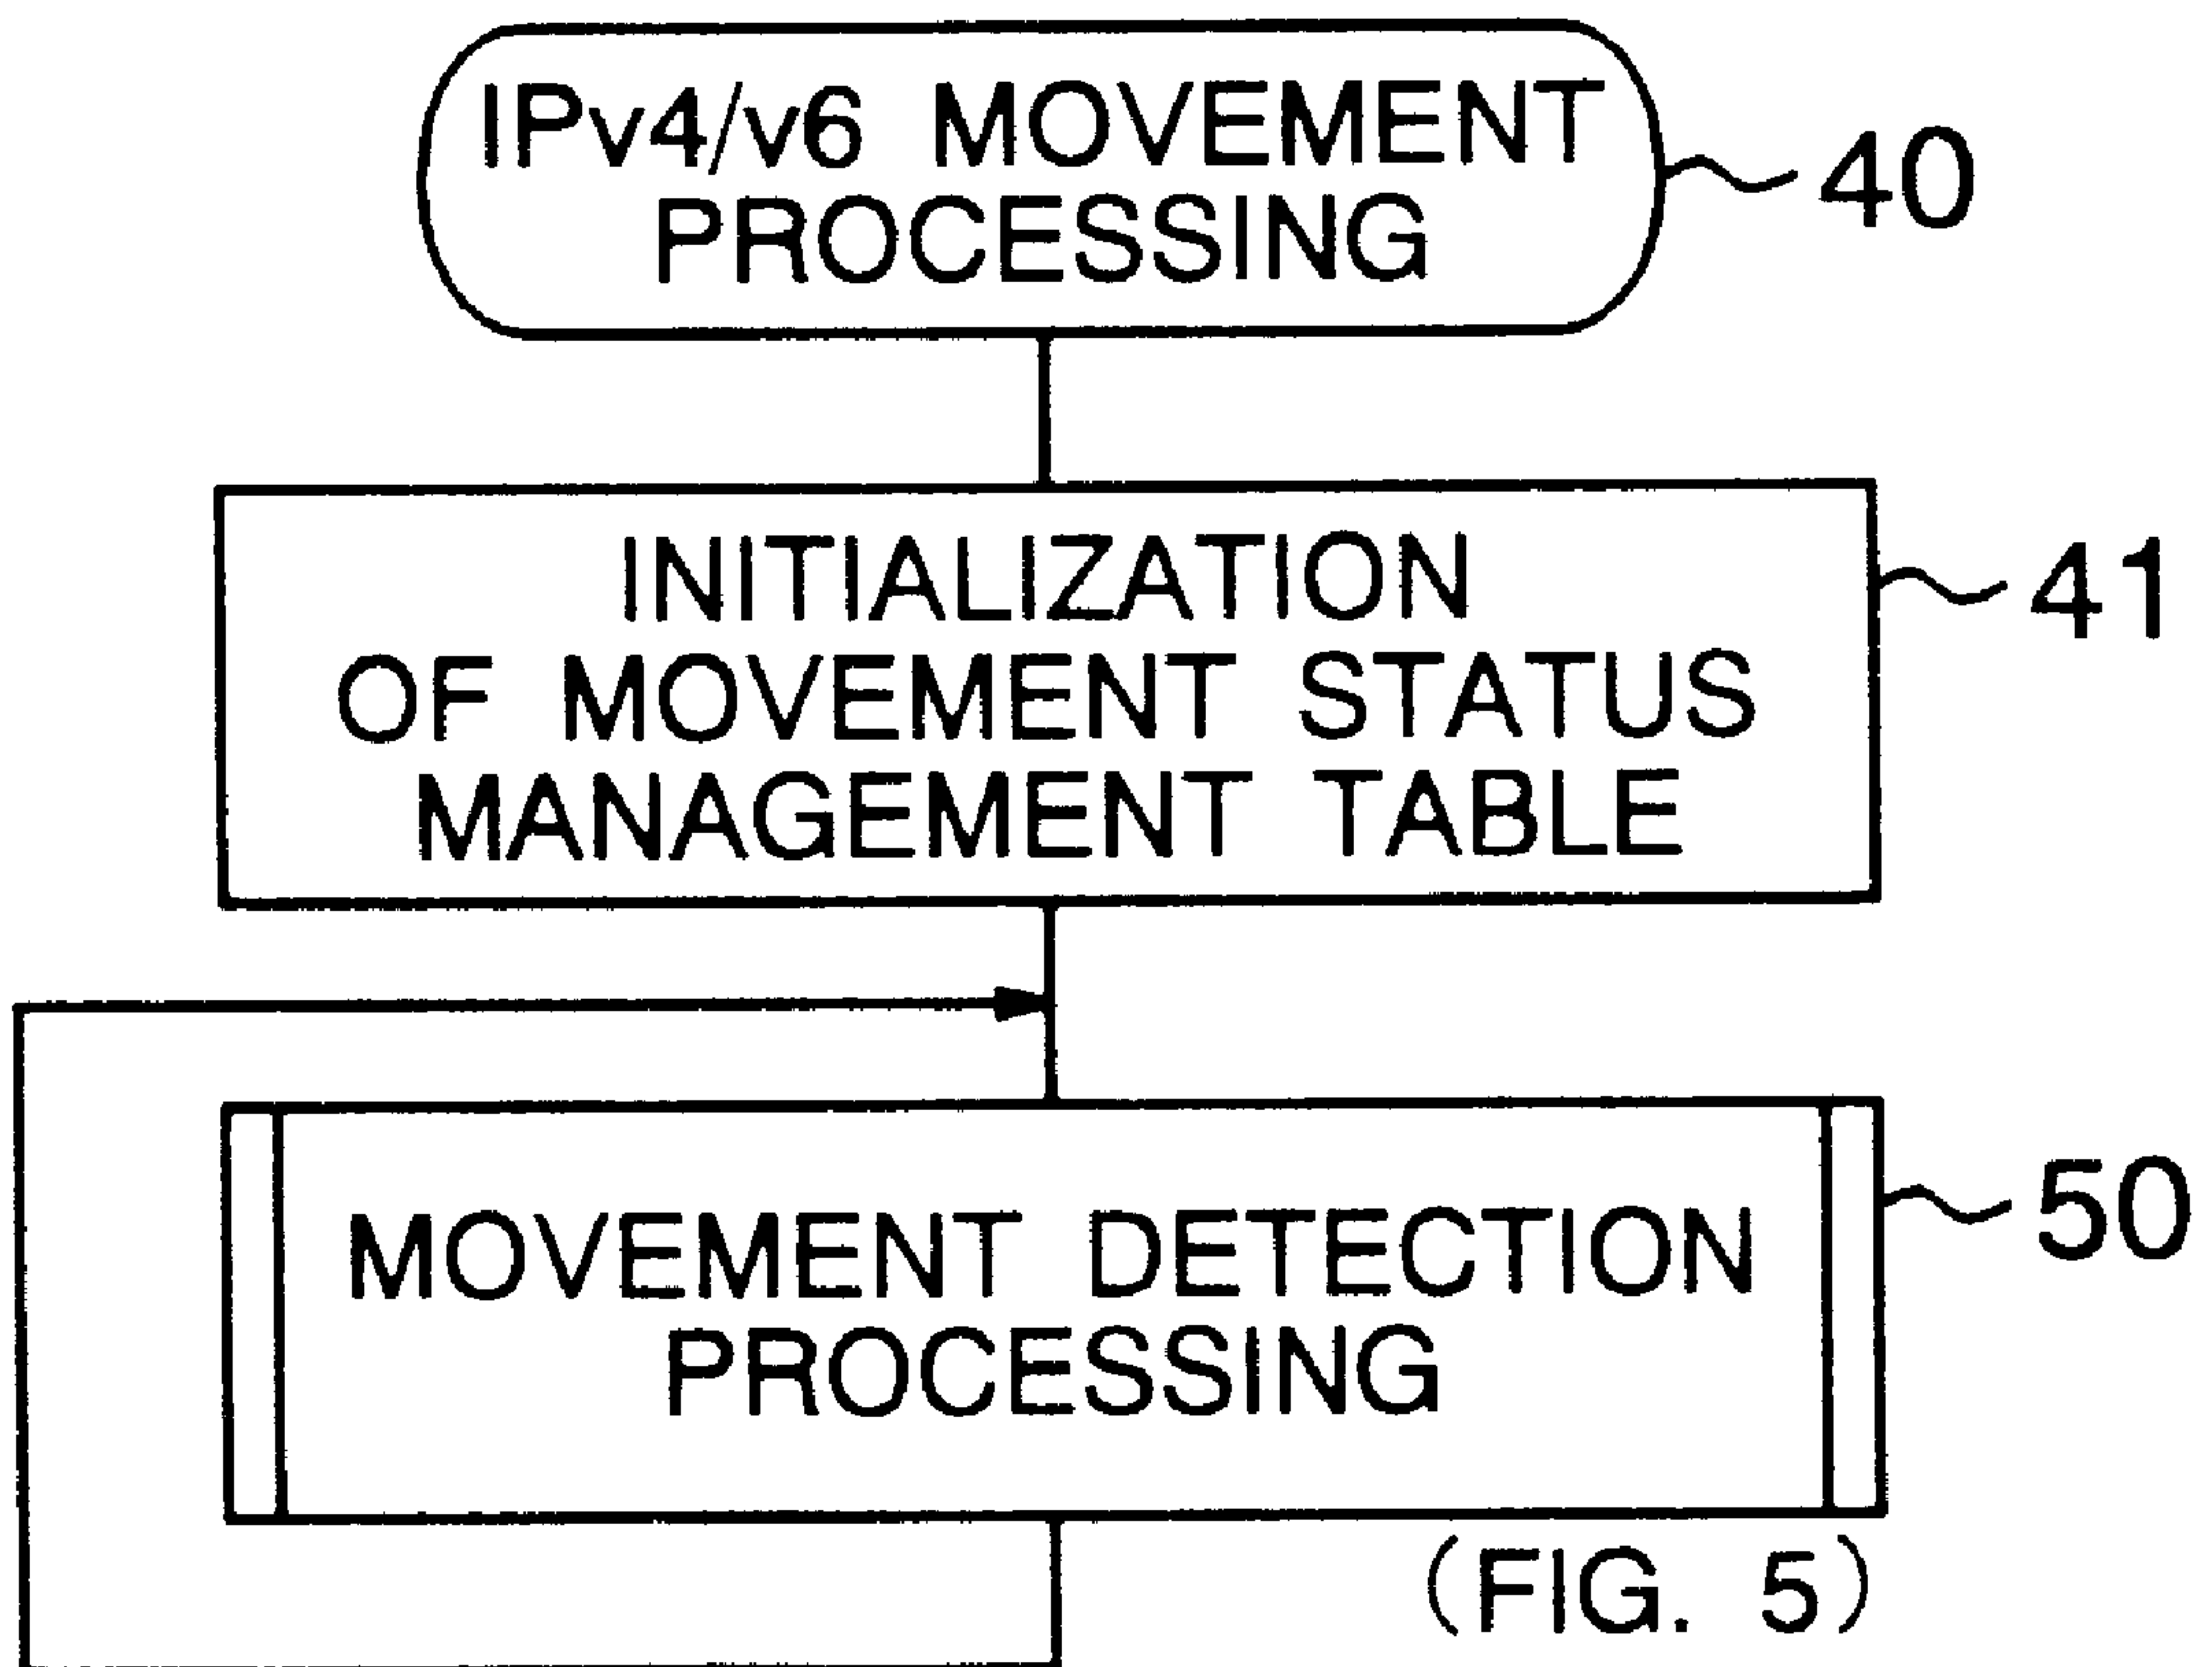 IPv4/v6 MOVEMENT
PROCESSING
40
INITIALIZATION
OF MOVEMENT STATUS
MANAGEMENT TABLE
41
MOVEMENT DETECTION
PROCESSING
50
(FIG. 5)